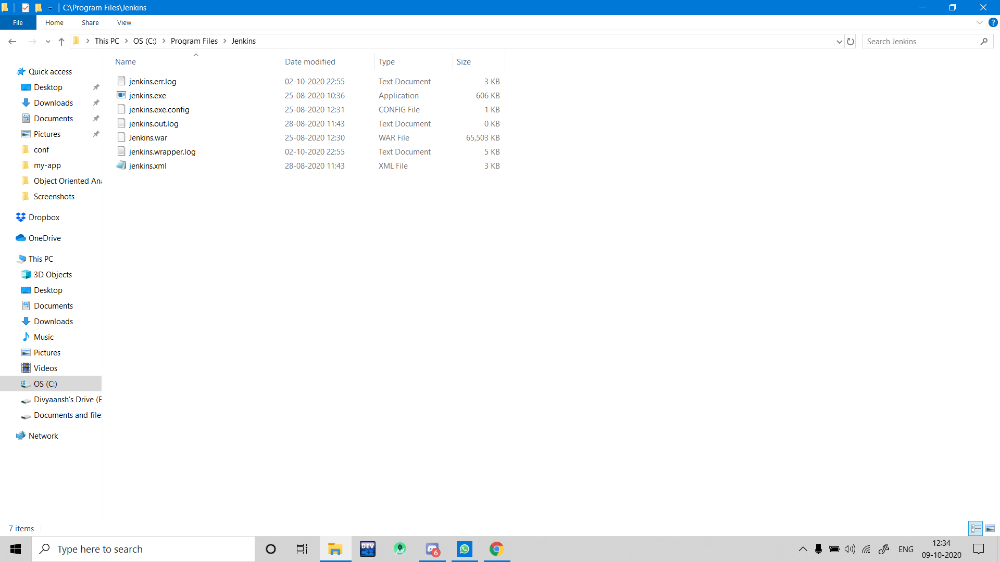 C:\Program Files\Jenkins
File Home Share View
This PC OS (C:) Program Files Jenkins
Search Jenkins
Name Date modified Type Size
jenkins.err.log 02-10-2020 22:55 Text Document 3 KB
jenkins.exe 25-08-2020 10:36 Application 606 KB
jenkins.exe.config 25-08-2020 12:31 CONFIG File 1 KB
jenkins.out.log 28-08-2020 11:43 Text Document 0 KB
Jenkins.war 25-08-2020 12:30 WAR File 65,503 KB
jenkins.wrapper.log 02-10-2020 22:55 Text Document 5 KB
jenkins.xml 28-08-2020 11:43 XML File 3 KB
Quick access
Desktop
Downloads
Documents
Pictures
conf
my-app
Object Oriented Ana
Screenshots
Dropbox
OneDrive
This PC
3D Objects
Desktop
Documents
Downloads
Music
Pictures
Videos
OS (C:)
Divyaansh's Drive (E
Documents and file
Network
7 items
Type here to search
DEV
C++
6
ENG
12:34
09-10-2020